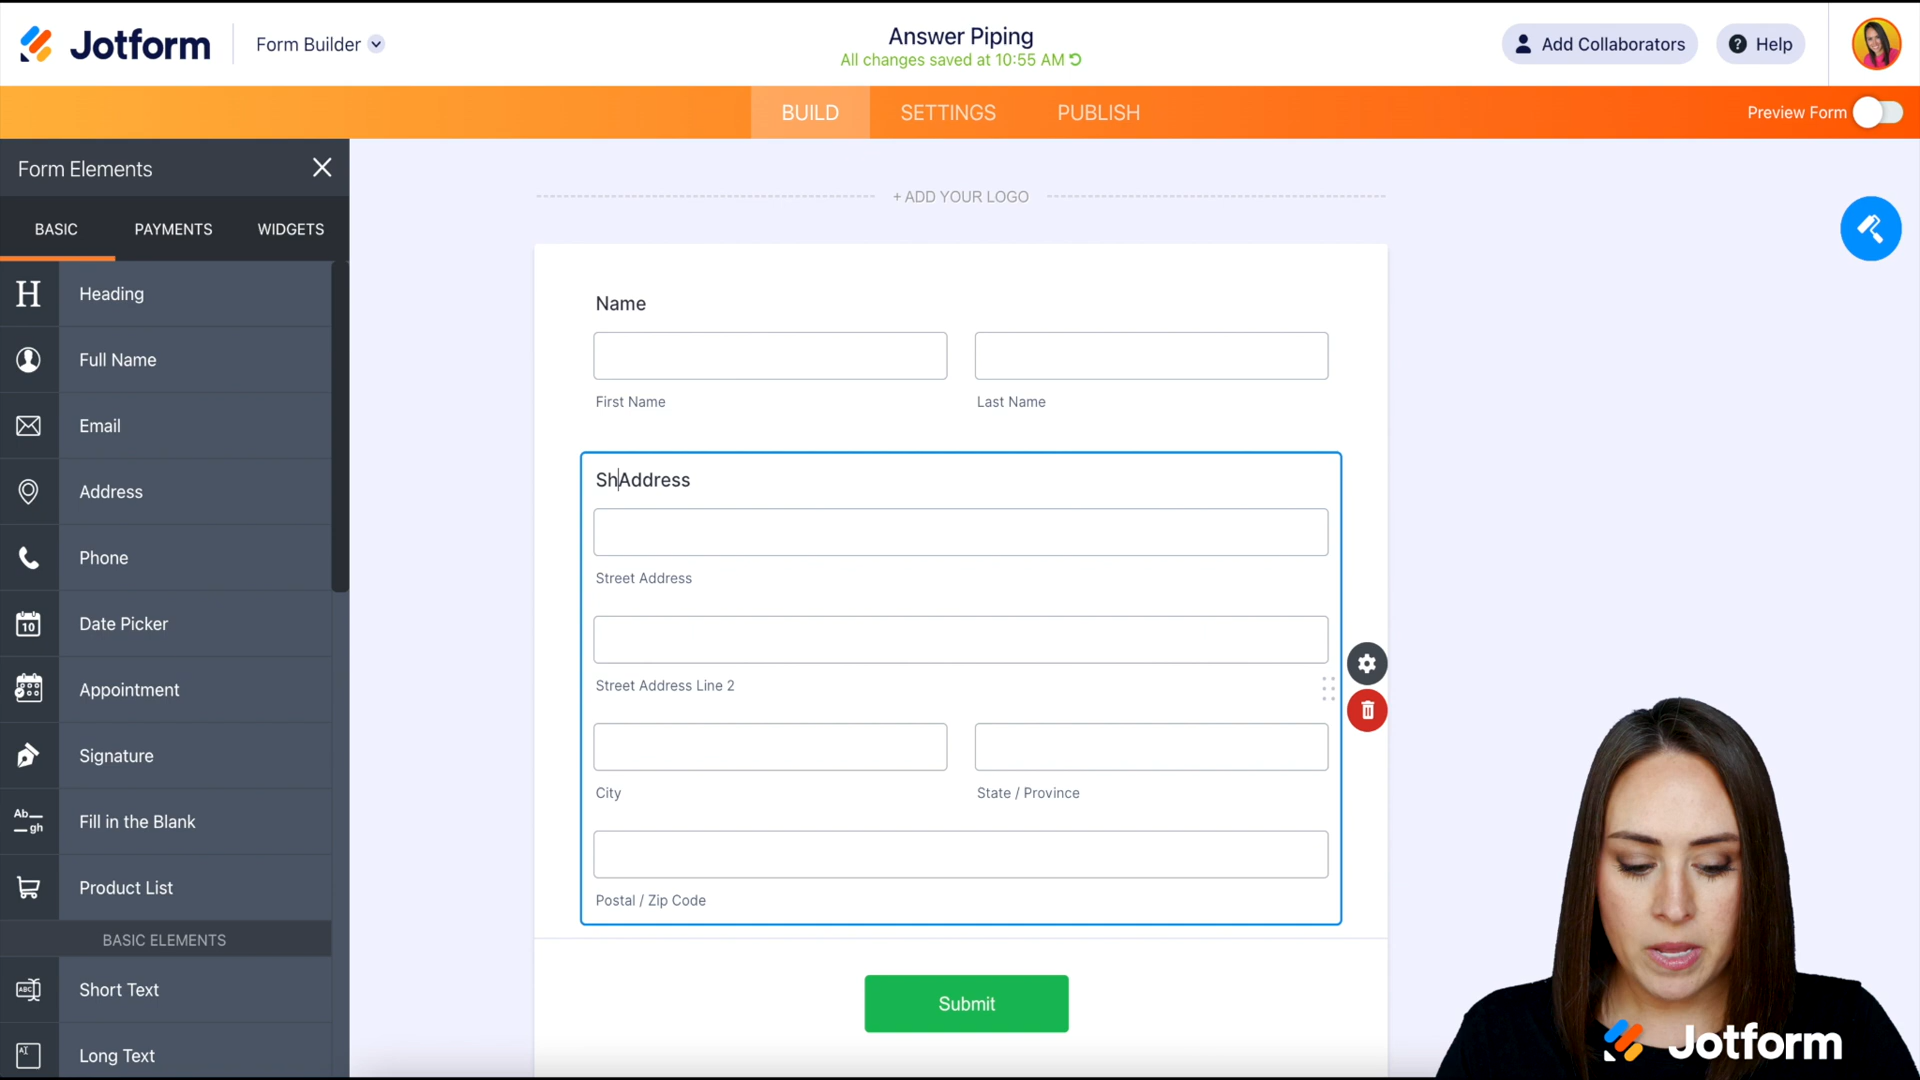 Jotform
Form Builder
Answer Piping
All changes saved at 10:55 AM
Add Collaborators
? Help
BUILD
SETTINGS
PUBLISH
Preview Form
Form Elements
BASIC
PAYMENTS
WIDGETS
+ ADD YOUR LOGO
H Heading
Full Name
Email
Address
Phone
10 Date Picker
Appointment
Signature
Ab gh Fill in the Blank
Product List
BASIC ELEMENTS
ABC Short Text
AI Long Text
Name
First Name
Last Name
ShAddress
Street Address
Street Address Line 2
City
State / Province
Postal / Zip Code
Submit
Jotform